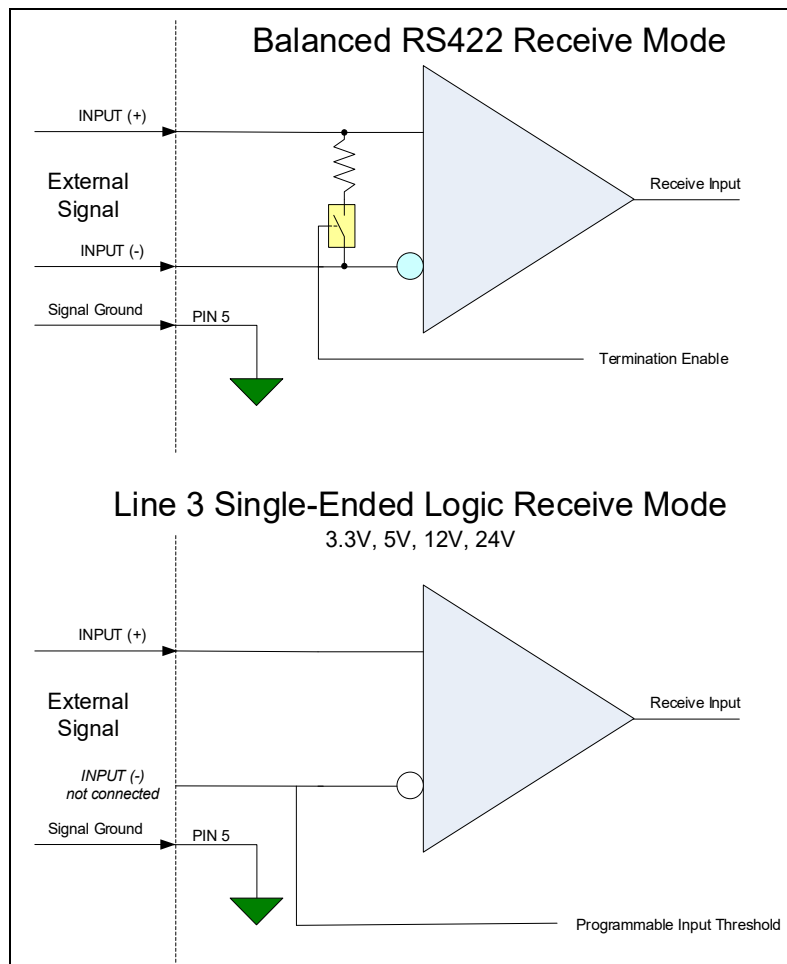 Balanced RS422 Receive Mode
INPUT (+)
External
Signal
Receive Input
INPUT (-)
Signal Ground
PIN 5
Termination Enable
Line 3 Single-Ended Logic Receive Mode
3.3V, 5V, 12V, 24V
INPUT (+)
External
Signal
Receive Input
INPUT (-)
not connected
Signal Ground
PIN 5
Programmable Input Threshold